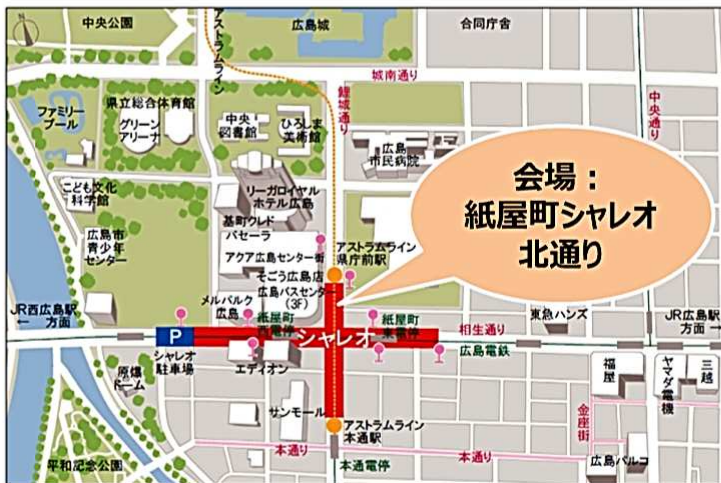 中央公園
アストラムライン
広島城
合同庁舎
城南通り
ファミリー
プール
県立総合体育館
グリーン
アリーナ
中央
図書館
ひろしま
美術館
鯉城通り
広島
市民病院
中央通り
会場：
紙屋町シャレオ
北通り
こども文化
科学館
リーガロイヤル
ホテル広島
広島市
青少年
センター
基町クレド
パセーラ
アクア広島センター街
そごう広島店
広島バスセンター
(3F)
アストラムライン
県庁前駅
メルパルク
広島
紙屋町
西電停
紙屋町
東電停
JR西広島駅
← 方面
P
シャレオ
相生通り
東急ハンズ
JR広島駅
方面 →
シャレオ
駐車場
エディオン
広島電鉄
原爆
ドーム
福屋
ヤマダ電機
三越
サンモール
アストラムライン
本通駅
金座街
本通り
本通電停
本通り
広島パルコ
平和記念公園